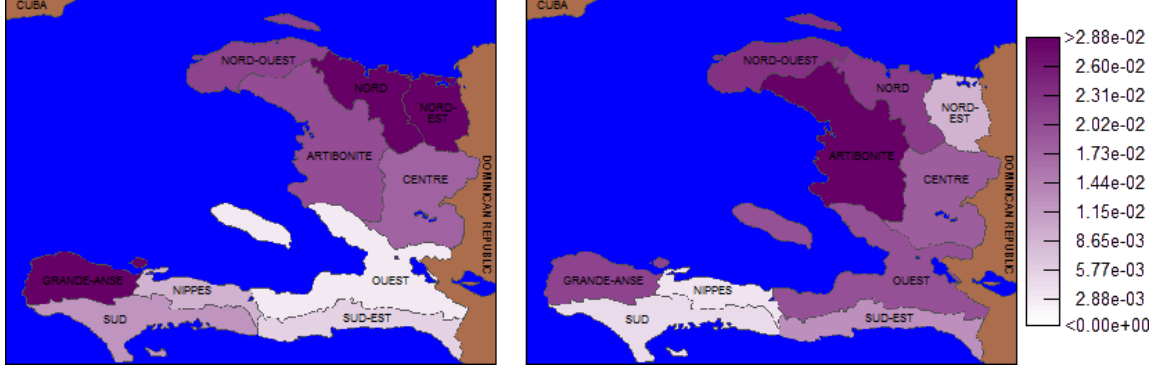 CUBA
NORD-OUEST
NORD
NORD-
EST
ARTIBONITE
CENTRE
DOMINICAN REPUBLIC
GRANDE-ANSE
NIPPES
OUEST
SUD
SUD-EST
CUBA
NORD-OUEST
NORD
NORD-
EST
ARTIBONITE
CENTRE
DOMINICAN REPUBLIC
GRANDE-ANSE
NIPPES
OUEST
SUD
SUD-EST
>2.88e-02
2.60e-02
2.31e-02
2.02e-02
1.73e-02
1.44e-02
1.15e-02
8.65e-03
5.77e-03
2.88e-03
<0.00e+00